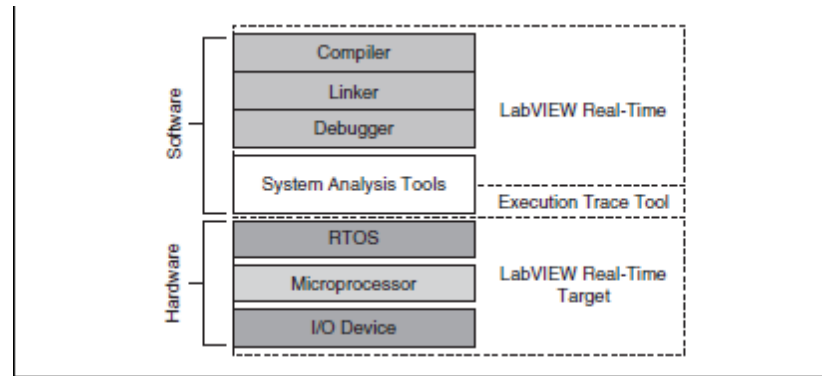 Software
Compiler
Linker
Debugger
System Analysis Tools
LabVIEW Real-Time
Execution Trace Tool
Hardware
RTOS
Microprocessor
I/O Device
LabVIEW Real-Time
Target